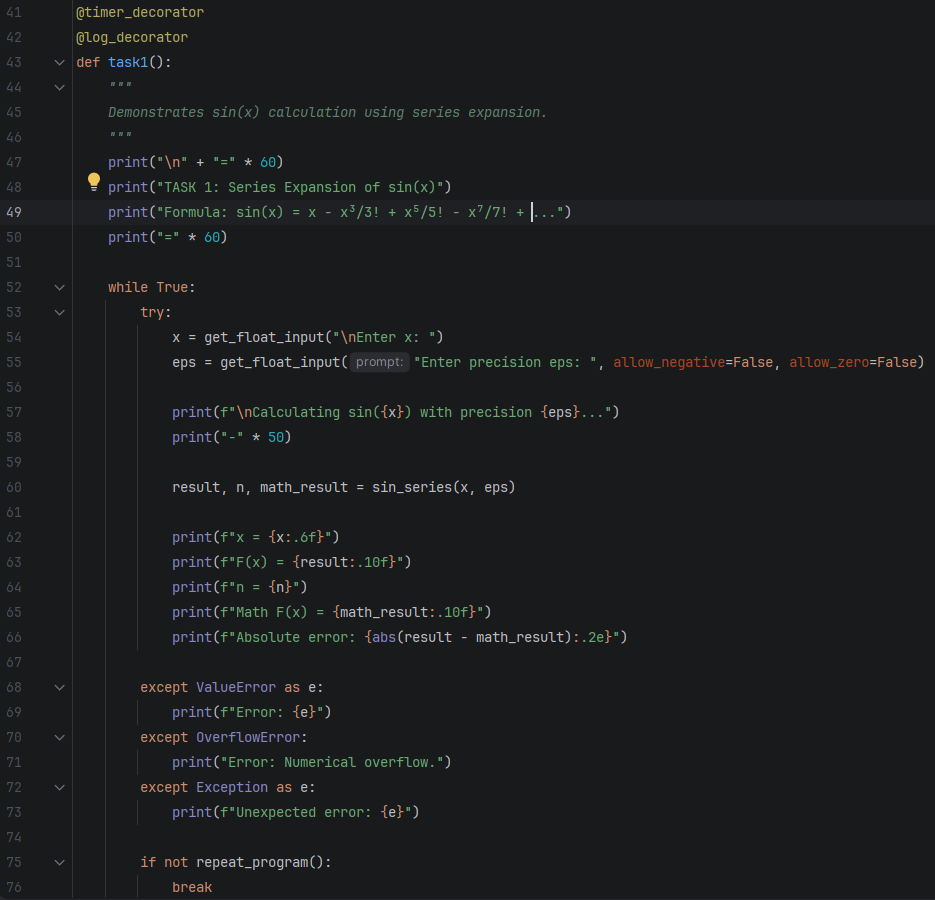 41 @timer_decorator
42 @log_decorator
43 def task1():
44     """
45     Demonstrates sin(x) calculation using series expansion.
46     """
47     print("\n" + "=" * 60)
48     print("TASK 1: Series Expansion of sin(x)")
49     print("Formula: sin(x) = x - x³/3! + x⁵/5! - x⁷/7! + ...")
50     print("=" * 60)
51
52     while True:
53         try:
54             x = get_float_input("\nEnter x: ")
55             eps = get_float_input( prompt: "Enter precision eps: ", allow_negative=False, allow_zero=False)
56
57             print(f"\nCalculating sin({x}) with precision {eps}...")
58             print("-" * 50)
59
60             result, n, math_result = sin_series(x, eps)
61
62             print(f"x = {x:.6f}")
63             print(f"F(x) = {result:.10f}")
64             print(f"n = {n}")
65             print(f"Math F(x) = {math_result:.10f}")
66             print(f"Absolute error: {abs(result - math_result):.2e}")
67
68         except ValueError as e:
69             print(f"Error: {e}")
70         except OverflowError:
71             print("Error: Numerical overflow.")
72         except Exception as e:
73             print(f"Unexpected error: {e}")
74
75         if not repeat_program():
76             break